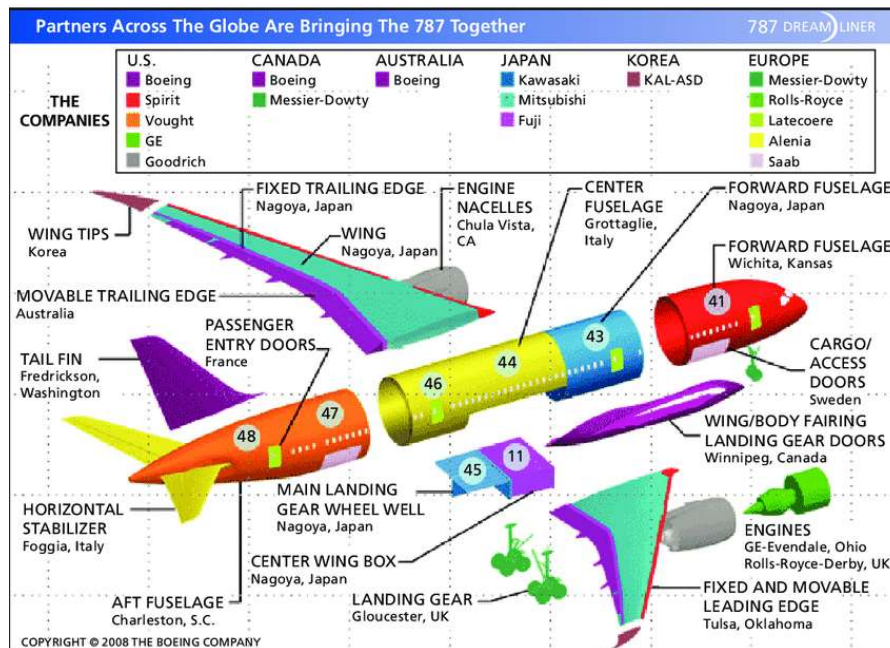 Partners Across The Globe Are Bringing The 787 Together
787 DREAMLINER
THE
COMPANIES
U.S.
Boeing
Spirit
Vought
GE
Goodrich
CANADA
Boeing
Messier-Dowty
AUSTRALIA
Boeing
JAPAN
Kawasaki
Mitsubishi
Fuji
KOREA
KAL-ASD
EUROPE
Messier-Dowty
Rolls-Royce
Latecoere
Alenia
Saab
FIXED TRAILING EDGE
Nagoya, Japan
ENGINE
NACELLES
Chula Vista,
CA
CENTER
FUSELAGE
Grottaglie,
Italy
FORWARD FUSELAGE
Nagoya, Japan
WING TIPS
Korea
WING
Nagoya, Japan
FORWARD FUSELAGE
Wichita, Kansas
MOVABLE TRAILING EDGE
Australia
41
43
44
46
47
48
PASSENGER
ENTRY DOORS
France
TAIL FIN
Fredrickson,
Washington
CARGO/
ACCESS
DOORS
Sweden
WING/BODY FAIRING
LANDING GEAR DOORS
Winnipeg, Canada
11
45
MAIN LANDING
GEAR WHEEL WELL
Nagoya, Japan
HORIZONTAL
STABILIZER
Foggia, Italy
ENGINES
GE-Evendale, Ohio
Rolls-Royce-Derby, UK
CENTER WING BOX
Nagoya, Japan
AFT FUSELAGE
Charleston, S.C.
LANDING GEAR
Gloucester, UK
FIXED AND MOVABLE
LEADING EDGE
Tulsa, Oklahoma
COPYRIGHT © 2008 THE BOEING COMPANY